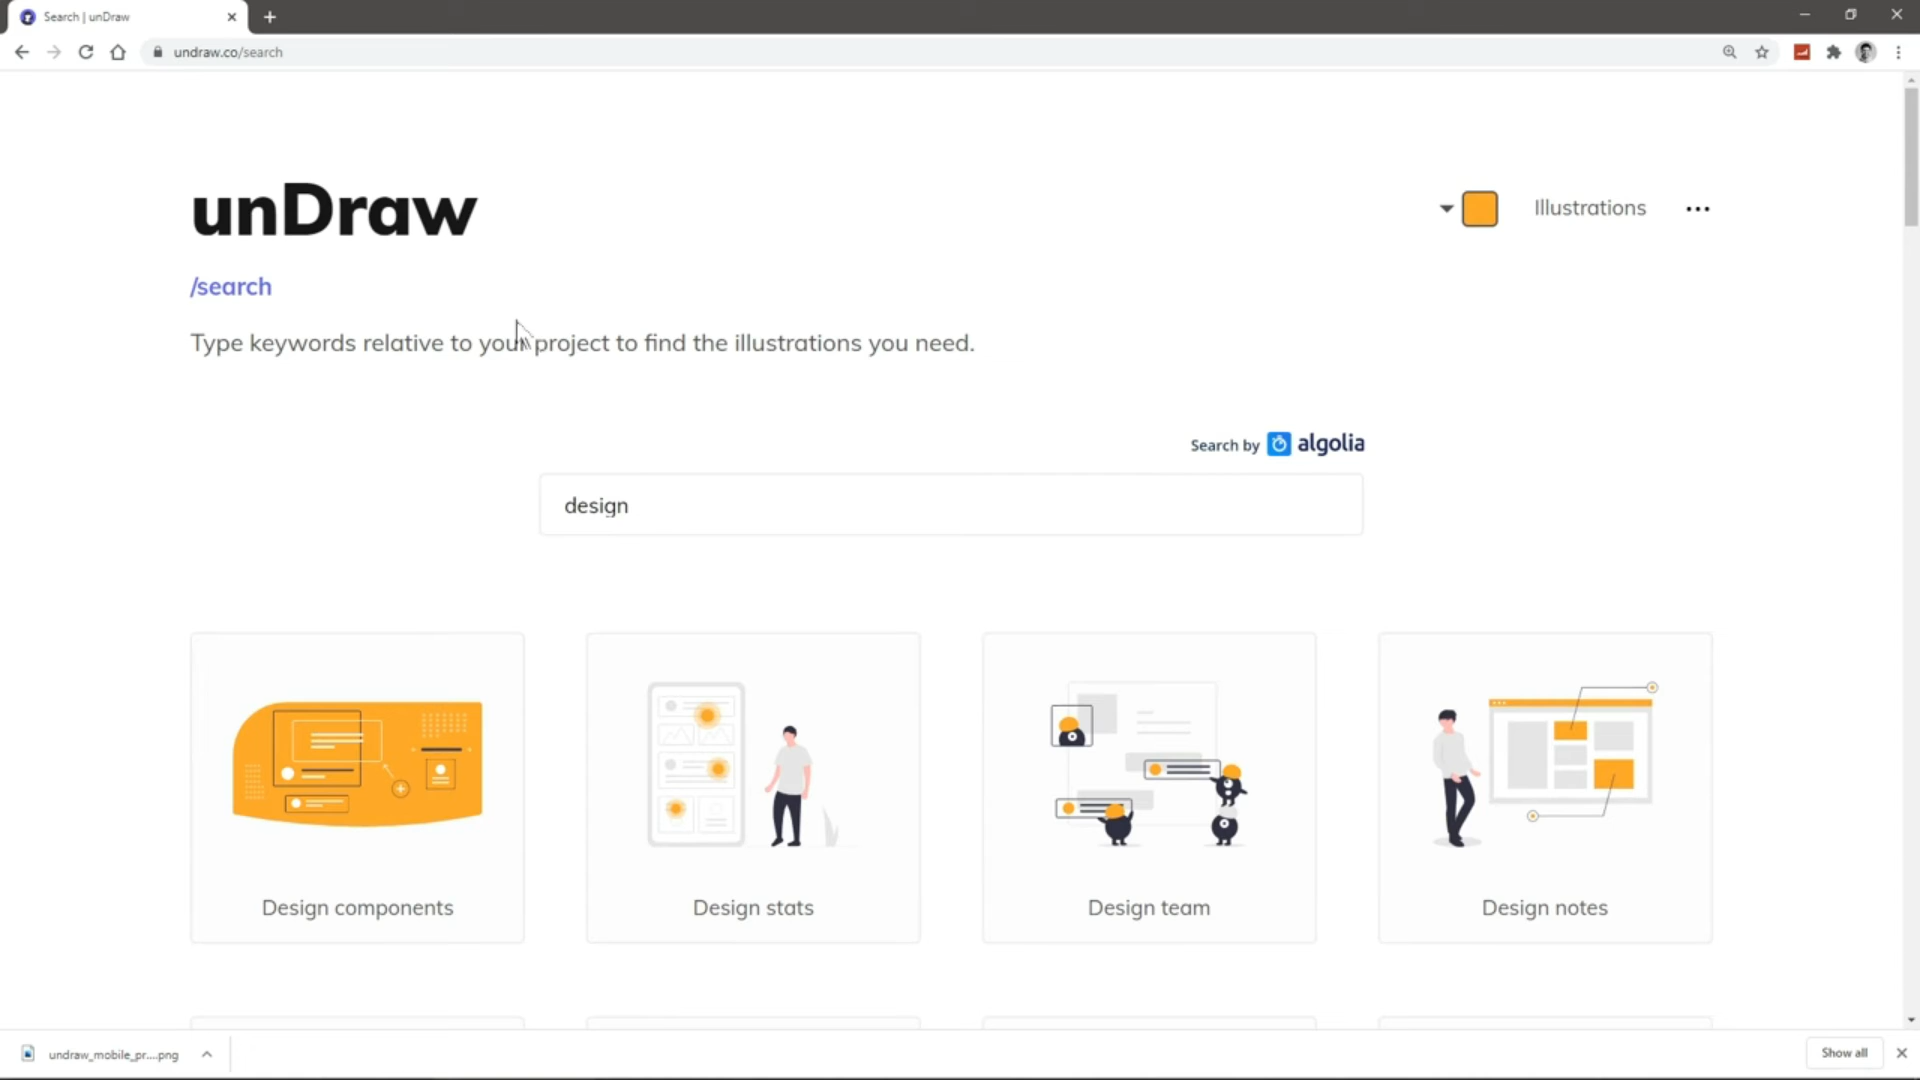 Search | unDraw
undraw.co/search
unDraw
Illustrations
/search
Type keywords relative to your project to find the illustrations you need.
Search by algolia
design
Design components
Design stats
Design team
Design notes
undraw_mobile_pr....png
Show all